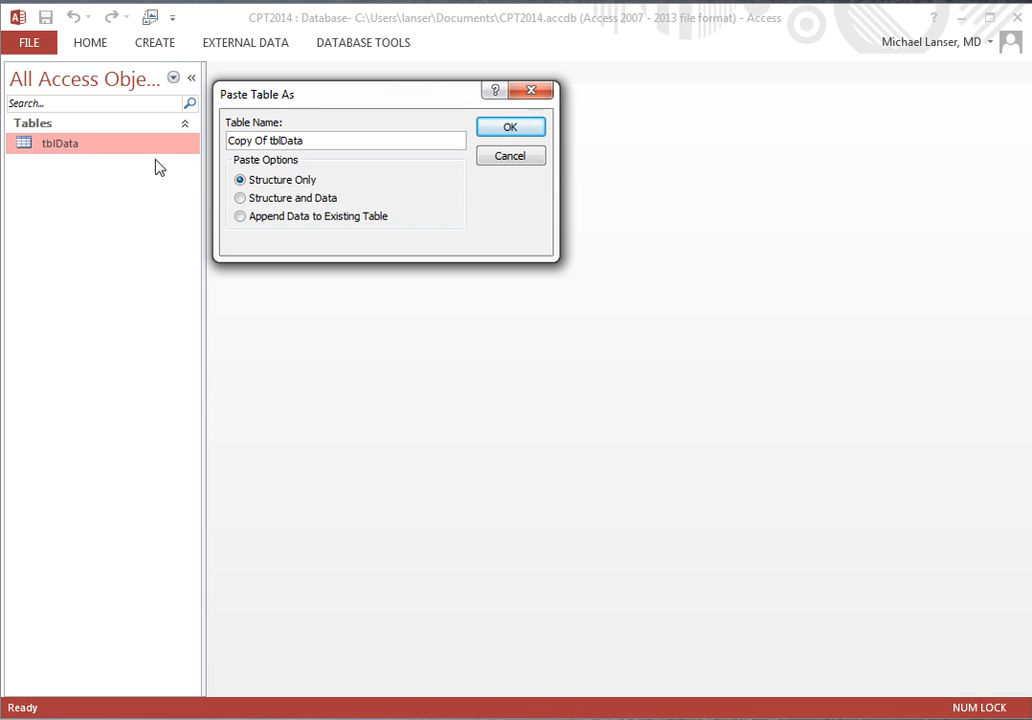 CPT2014 : Database- C:\Users\lanser\Documents\CPT2014.accdb (Access 2007 - 2013 file format) - Access
?
FILE HOME CREATE EXTERNAL DATA DATABASE TOOLS Michael Lanser, MD
All Access Obje... «
Search...
Tables
tblData
Paste Table As ?
Table Name:
Copy Of tblData
OK
Paste Options
Cancel
Structure Only
Structure and Data
Append Data to Existing Table
Ready NUM LOCK